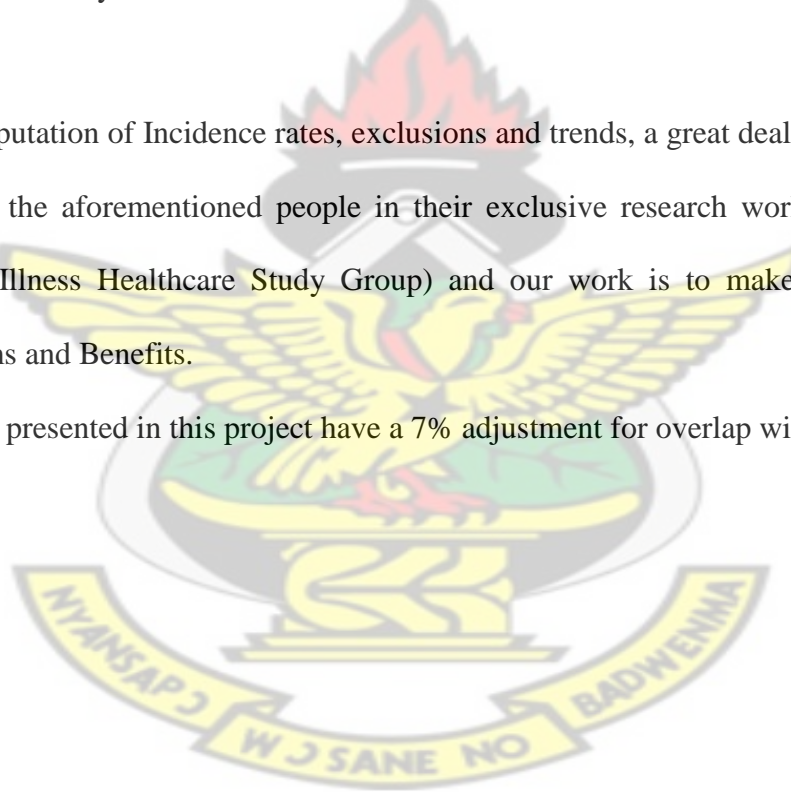 putation of Incidence rates, exclusions and trends, a great deal
the aforementioned people in their exclusive research wor
Illness Healthcare Study Group) and our work is to make
ns and Benefits.
presented in this project have a 7% adjustment for overlap wi
NYANSAPƆ
WƆ SANE NO
BADWENMA